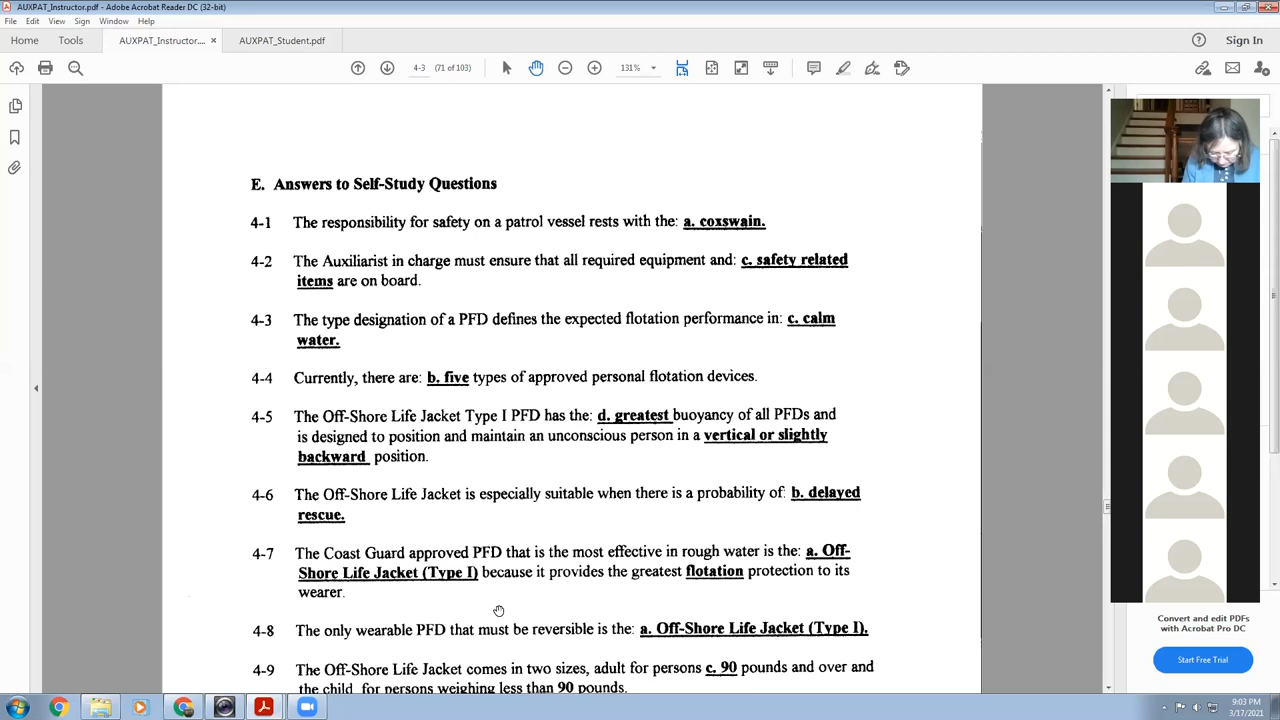 AUXPAT_Instructor.pdf - Adobe Acrobat Reader DC (32-bit)
File Edit View Sign Window Help
Home Tools AUXPAT_Instructor.... × AUXPAT_Student.pdf Sign In
4-3 (71 of 103) 131%
E. Answers to Self-Study Questions
4-1 The responsibility for safety on a patrol vessel rests with the: a. coxswain.
4-2 The Auxiliarist in charge must ensure that all required equipment and: c. safety related
items are on board.
4-3 The type designation of a PFD defines the expected flotation performance in: c. calm
water.
4-4 Currently, there are: b. five types of approved personal flotation devices.
4-5 The Off-Shore Life Jacket Type I PFD has the: d. greatest buoyancy of all PFDs and
is designed to position and maintain an unconscious person in a vertical or slightly
backward position.
4-6 The Off-Shore Life Jacket is especially suitable when there is a probability of: b. delayed
rescue.
4-7 The Coast Guard approved PFD that is the most effective in rough water is the: a. Off-
Shore Life Jacket (Type I) because it provides the greatest flotation protection to its
wearer.
4-8 The only wearable PFD that must be reversible is the: a. Off-Shore Life Jacket (Type I).
4-9 The Off-Shore Life Jacket comes in two sizes, adult for persons c. 90 pounds and over and
the child for persons weighing less than 90 pounds.
Convert and edit PDFs
with Acrobat Pro DC
Start Free Trial
9:03 PM
3/17/2021